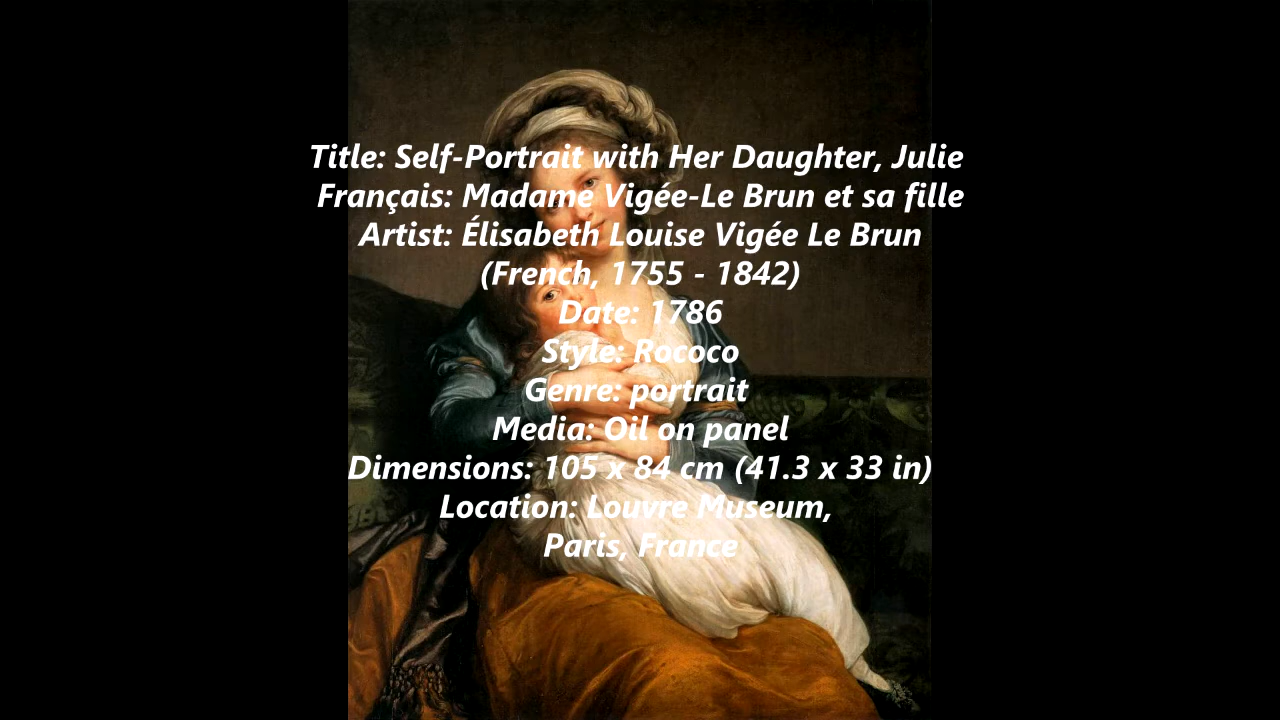 Title: Self-Portrait with Her Daughter, Julie
Français: Madame Vigée-Le Brun et sa fille
Artist: Élisabeth Louise Vigée Le Brun
(French, 1755 - 1842)
Date: 1786
Style: Rococo
Genre: portrait
Media: Oil on panel
Dimensions: 105 x 84 cm (41.3 x 33 in)
Location: Louvre Museum,
Paris, France